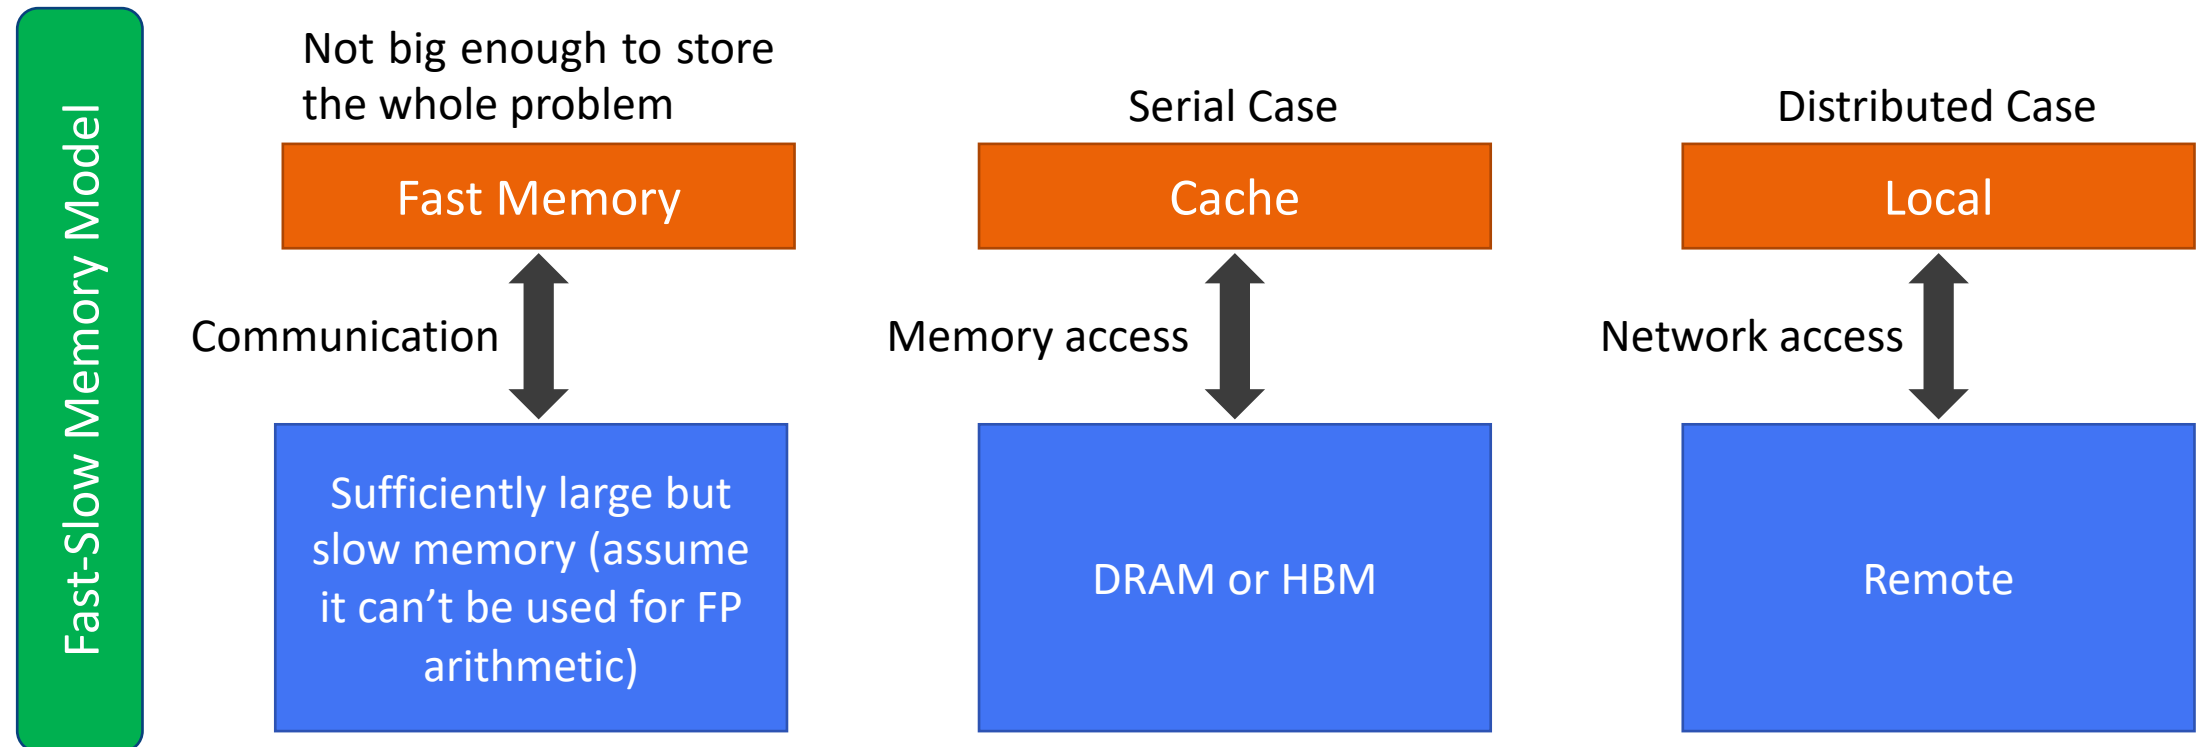 Fast-Slow Memory Model
Not big enough to store
the whole problem
Fast Memory
Communication
Sufficiently large but
slow memory (assume
it can’t be used for FP
arithmetic)
Serial Case
Cache
Memory access
DRAM or HBM
Distributed Case
Local
Network access
Remote